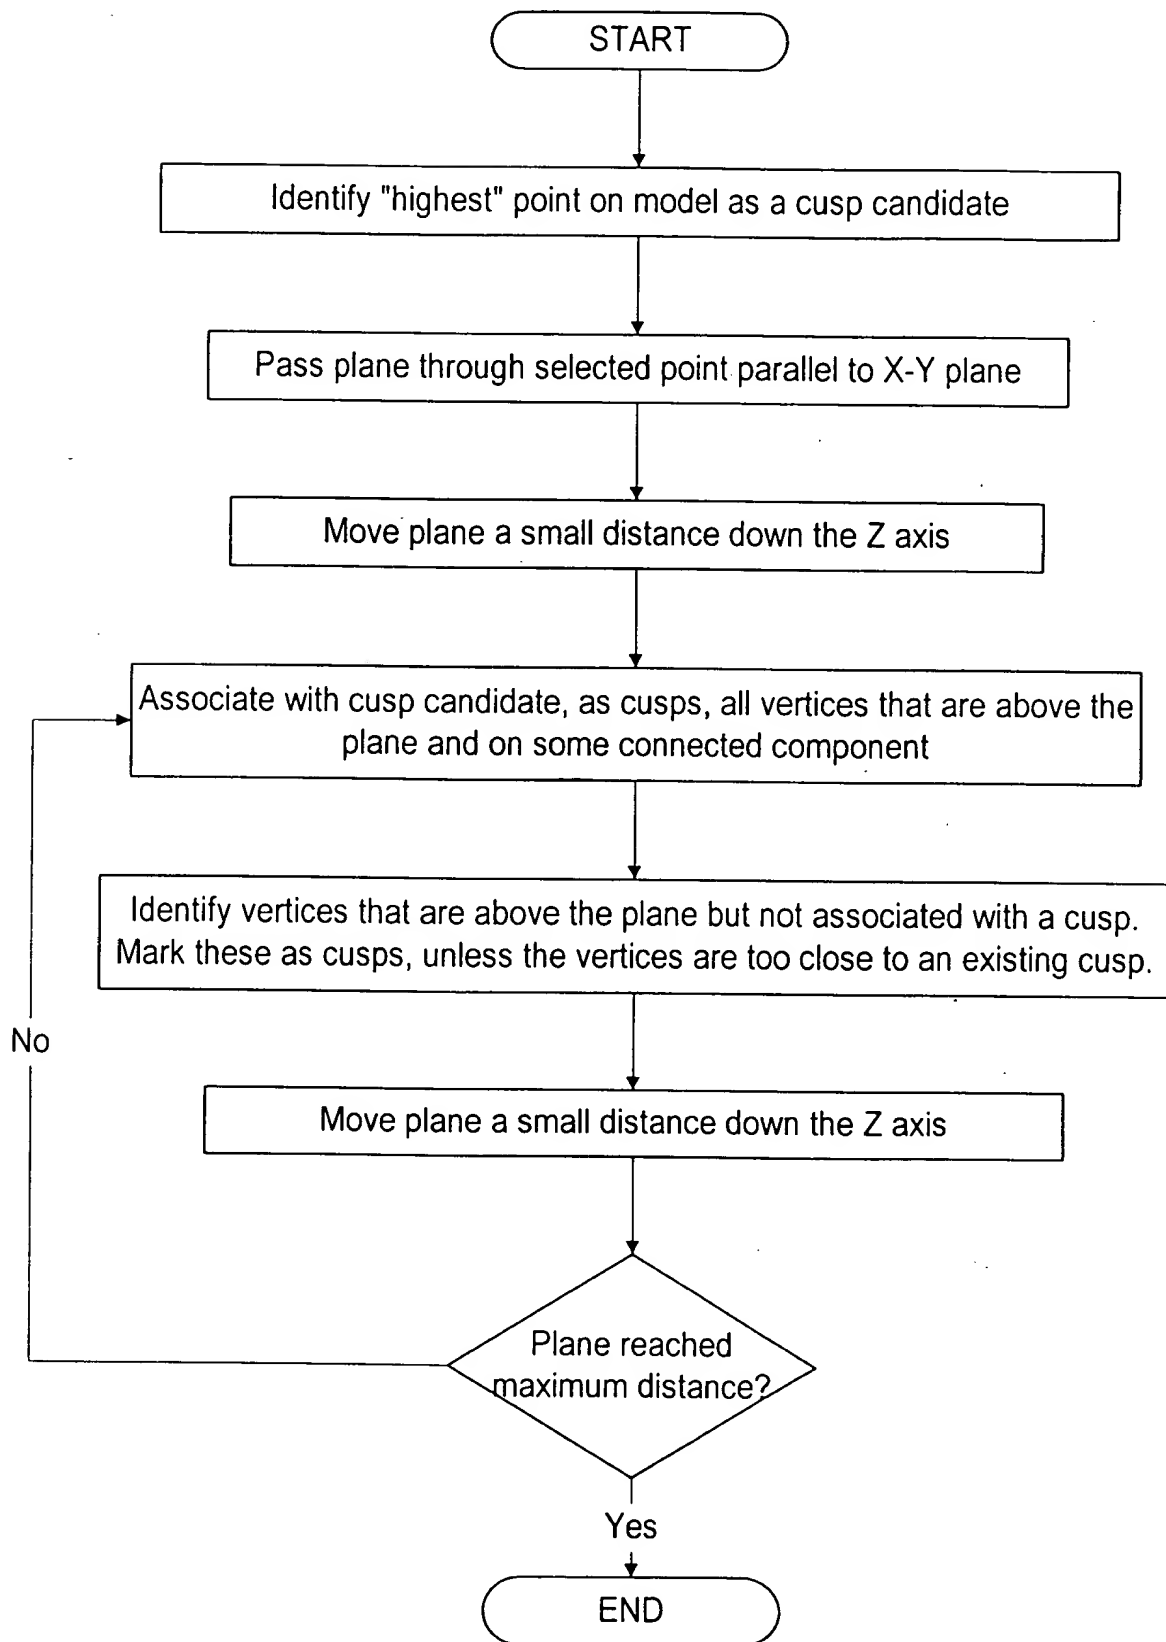 START
Identify "highest" point on model as a cusp candidate
Pass plane through selected point parallel to X-Y plane
Move plane a small distance down the Z axis
Associate with cusp candidate, as cusps, all vertices that are above the
plane and on some connected component
Identify vertices that are above the plane but not associated with a cusp.
Mark these as cusps, unless the vertices are too close to an existing cusp.
No
Move plane a small distance down the Z axis
Plane reached
maximum distance?
Yes
END